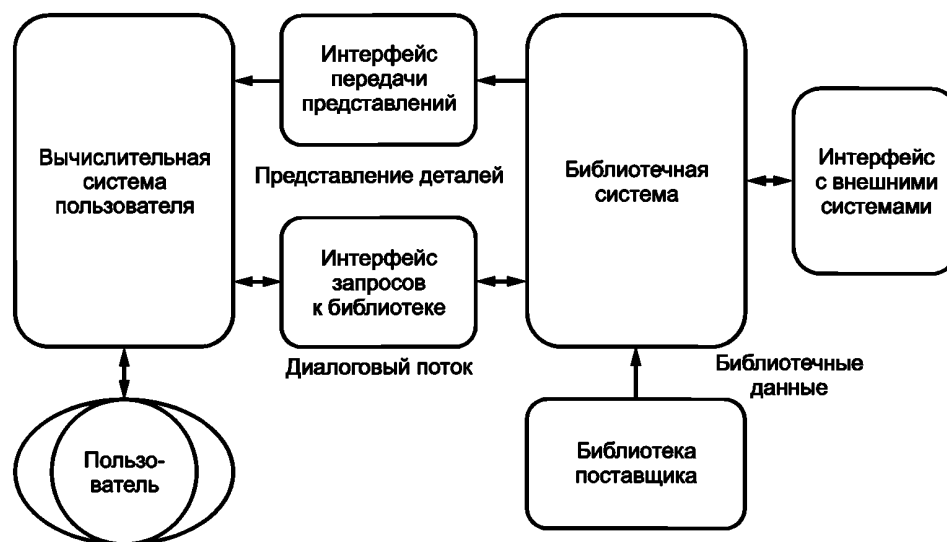 Интерфейс
передачи
представлений
Вычислительная
система
пользователя
Представление деталей
Библиотечная
система
Интерфейс
с внешними
системами
Интерфейс
запросов
к библиотеке
Диалоговый поток
Библиотечные
данные
Пользо-
ватель
Библиотека
поставщика